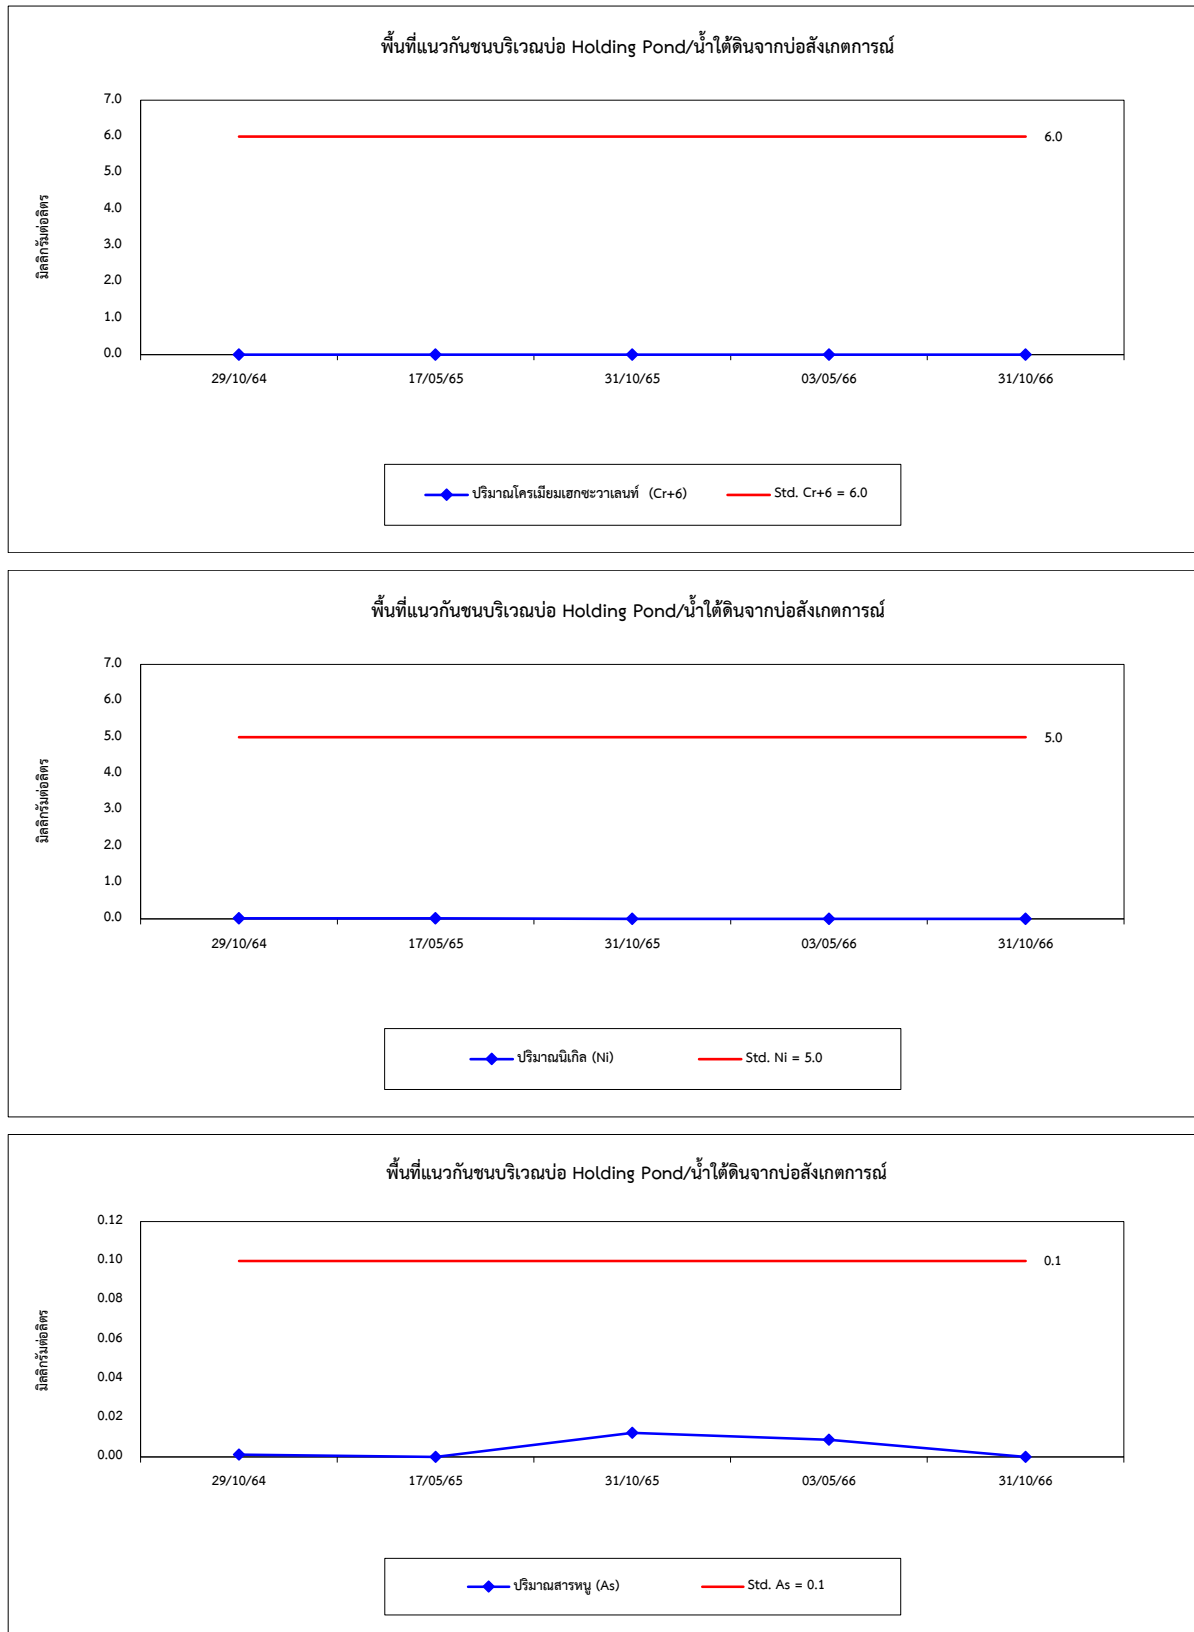 พื้นที่แนวกันชนบริเวณบ่อ Holding Pond/น้ำใต้ดินจากบ่อสังเกตการณ์
มิลลิกรัมต่อลิตร
7.0
6.0
5.0
4.0
3.0
2.0
1.0
0.0
6.0
29/10/64 17/05/65 31/10/65 03/05/66 31/10/66
ปริมาณโครเมียมเฮกซะวาเลนท์ (Cr+6) Std. Cr+6 = 6.0
พื้นที่แนวกันชนบริเวณบ่อ Holding Pond/น้ำใต้ดินจากบ่อสังเกตการณ์
มิลลิกรัมต่อลิตร
7.0
6.0
5.0
4.0
3.0
2.0
1.0
0.0
5.0
29/10/64 17/05/65 31/10/65 03/05/66 31/10/66
ปริมาณนิเกิล (Ni) Std. Ni = 5.0
พื้นที่แนวกันชนบริเวณบ่อ Holding Pond/น้ำใต้ดินจากบ่อสังเกตการณ์
มิลลิกรัมต่อลิตร
0.12
0.10
0.08
0.06
0.04
0.02
0.00
0.1
29/10/64 17/05/65 31/10/65 03/05/66 31/10/66
ปริมาณสารหนู (As) Std. As = 0.1